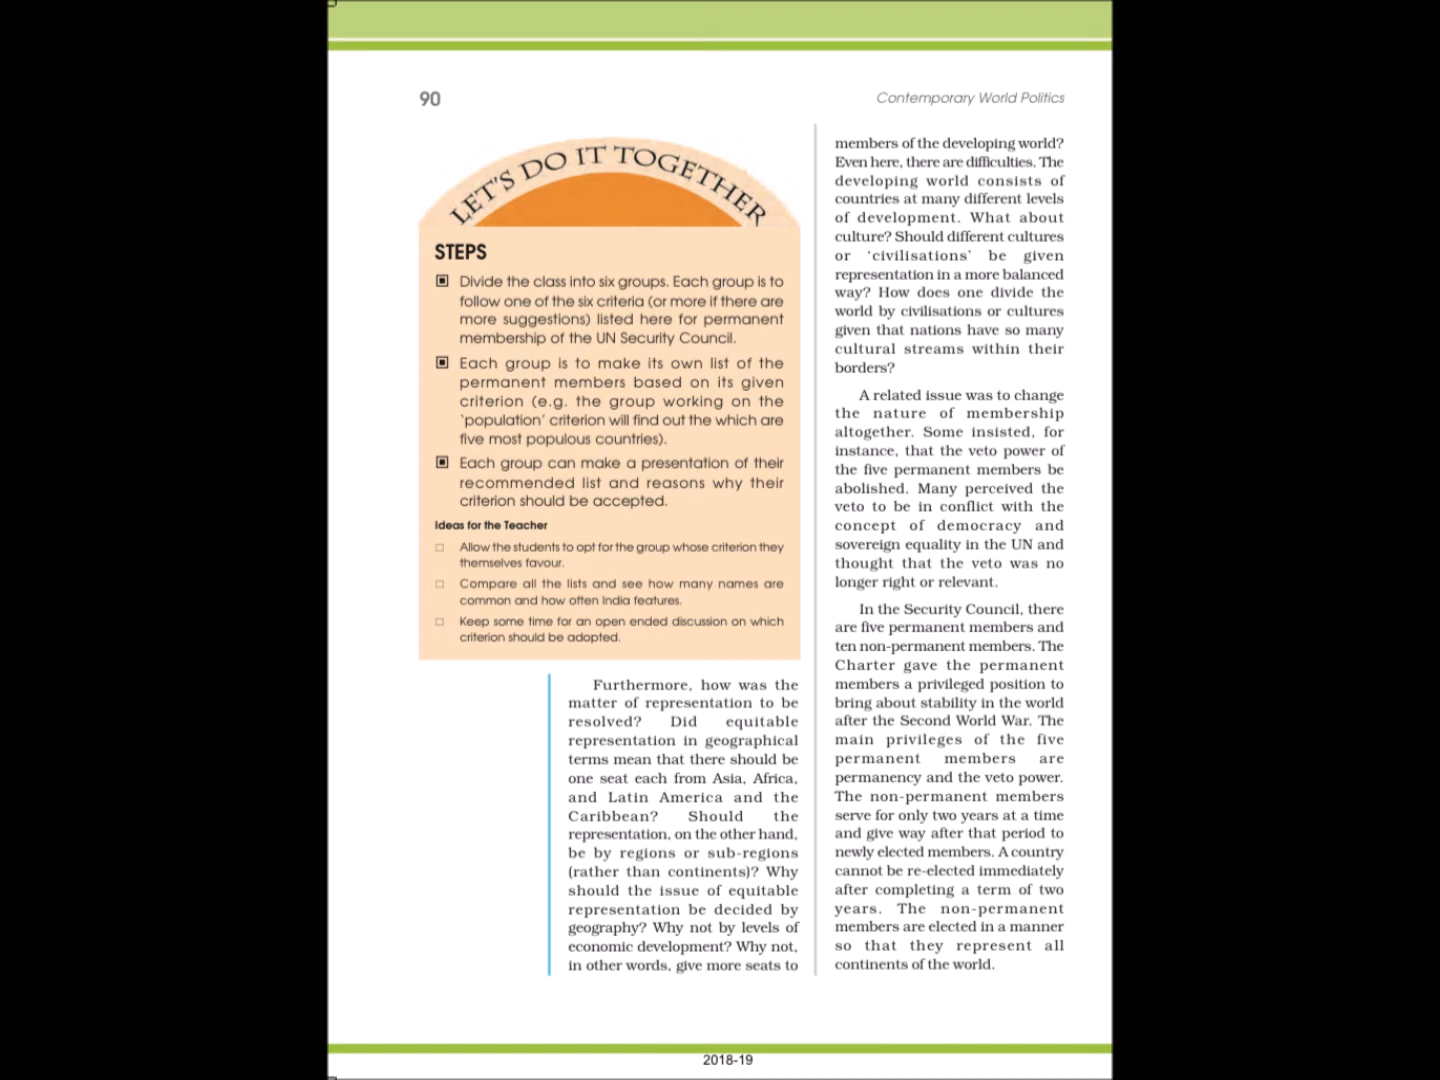 90
Contemporary World Politics
LET'S DO IT TOGETHER
STEPS
Divide the class into six groups. Each group is to
follow one of the six criteria (or more if there are
more suggestions) listed here for permanent
membership of the UN Security Council.
Each group is to make its own list of the
permanent members based on its given
criterion (e.g. the group working on the
‘population’ criterion will find out the which are
five most populous countries).
Each group can make a presentation of their
recommended list and reasons why their
criterion should be accepted.
Ideas for the Teacher
Allow the students to opt for the group whose criterion they
themselves favour.
Compare all the lists and see how many names are
common and how often India features.
Keep some time for an open ended discussion on which
criterion should be adopted.
Furthermore, how was the
matter of representation to be
resolved? Did equitable
representation in geographical
terms mean that there should be
one seat each from Asia, Africa,
and Latin America and the
Caribbean? Should the
representation, on the other hand,
be by regions or sub-regions
(rather than continents)? Why
should the issue of equitable
representation be decided by
geography? Why not by levels of
economic development? Why not,
in other words, give more seats to
members of the developing world?
Even here, there are difficulties. The
developing world consists of
countries at many different levels
of development. What about
culture? Should different cultures
or ‘civilisations’ be given
representation in a more balanced
way? How does one divide the
world by civilisations or cultures
given that nations have so many
cultural streams within their
borders?
A related issue was to change
the nature of membership
altogether. Some insisted, for
instance, that the veto power of
the five permanent members be
abolished. Many perceived the
veto to be in conflict with the
concept of democracy and
sovereign equality in the UN and
thought that the veto was no
longer right or relevant.
In the Security Council, there
are five permanent members and
ten non-permanent members. The
Charter gave the permanent
members a privileged position to
bring about stability in the world
after the Second World War. The
main privileges of the five
permanent members are
permanency and the veto power.
The non-permanent members
serve for only two years at a time
and give way after that period to
newly elected members. A country
cannot be re-elected immediately
after completing a term of two
years. The non-permanent
members are elected in a manner
so that they represent all
continents of the world.
2018-19